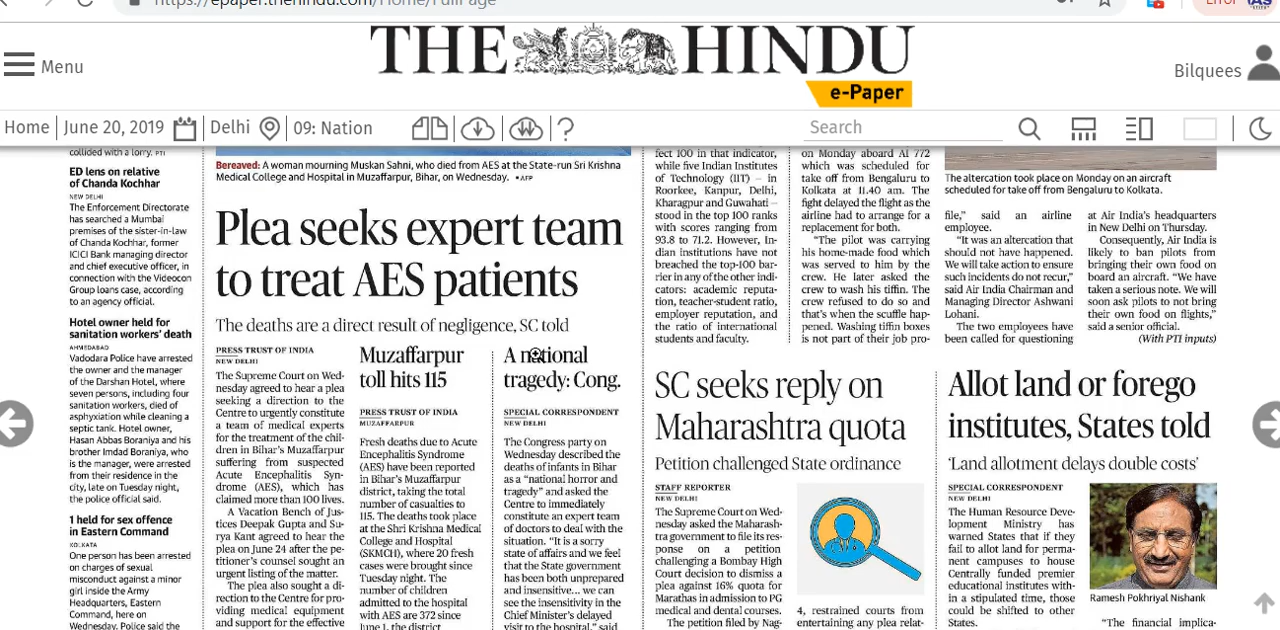 https://epaper.thehindu.com/Home/FullPage
Error
IAS
THE HINDU
e-Paper
Menu
Bilquees
Home | June 20, 2019 | Delhi | 09: Nation
Search
?
collided with a lorry. PTI
ED lens on relative
of Chanda Kochhar
NEW DELHI
The Enforcement Directorate
has searched a Mumbai
premises of the sister-in-law
of Chanda Kochhar, former
ICICI Bank managing director
and chief executive officer, in
connection with the Videocon
Group loans case, according
to an agency official.
Hotel owner held for
sanitation workers' death
AHMEDABAD
Vadodara Police have arrested
the owner and the manager
of the Darshan Hotel, where
seven persons, including four
sanitation workers, died of
asphyxiation while cleaning a
septic tank. Hotel owner,
Hasan Abbas Boraniya and his
brother Imdad Boraniya, who
is the manager, were arrested
from their residence in the
city, late on Tuesday night,
the police official said.
1 held for sex offence
in Eastern Command
KOLKATA
One person has been arrested
on charges of sexual
misconduct against a minor
girl inside the Army
Headquarters, Eastern
Command, here on
Wednesday. Police said the
Bereaved: A woman mourning Muskan Sahni, who died from AES at the State-run Sri Krishna
Medical College and Hospital in Muzaffarpur, Bihar, on Wednesday. • AFP
Plea seeks expert team
to treat AES patients
The deaths are a direct result of negligence, SC told
PRESS TRUST OF INDIA
NEW DELHI
The Supreme Court on Wed-
nesday agreed to hear a plea
seeking a direction to the
Centre to urgently constitute
a team of medical experts
for the treatment of the chil-
dren in Bihar's Muzaffarpur
suffering from suspected
Acute Encephalitis Syn-
drome (AES), which has
claimed more than 100 lives.
A Vacation Bench of Jus-
tices Deepak Gupta and Su-
rya Kant agreed to hear the
plea on June 24 after the pe-
titioner's counsel sought an
urgent listing of the matter.
The plea also sought a di-
rection to the Centre for pro-
viding medical equipment
and support for the effective
Muzaffarpur
toll hits 115
PRESS TRUST OF INDIA
MUZAFFARPUR
Fresh deaths due to Acute
Encephalitis Syndrome
(AES) have been reported
in Bihar's Muzaffarpur
district, taking the total
number of casualties to
115. The deaths took place
at the Shri Krishna Medical
College and Hospital
(SKMCH), where 20 fresh
cases were brought since
Tuesday night. The
number of children
admitted to the hospital
with AES are 372 since
June 1, the district
A national
tragedy: Cong.
SPECIAL CORRESPONDENT
NEW DELHI
The Congress party on
Wednesday described the
deaths of infants in Bihar
as a “national horror and
tragedy” and asked the
Centre to immediately
constitute an expert team
of doctors to deal with the
situation. “It is a sorry
state of affairs and we feel
that the State government
has been both unprepared
and insensitive... we can
see the insensitivity in the
Chief Minister's delayed
visit to the hospital,” said
fect 100 in that indicator,
while five Indian Institutes
of Technology (IIT) – in
Roorkee, Kanpur, Delhi,
Kharagpur and Guwahati –
stood in the top 100 ranks
with scores ranging from
93.8 to 71.2. However, In-
dian institutions have not
breached the top-100 bar-
rier in any of the other indi-
cators: academic reputa-
tion, teacher-student ratio,
employer reputation, and
the ratio of international
students and faculty.
on Monday aboard AI 772
which was scheduled for
take off from Bengaluru to
Kolkata at 11.40 am. The
fight delayed the flight as the
airline had to arrange for a
replacement for both.
“The pilot was carrying
his home-made food which
was served to him by the
crew. He later asked the
crew to wash his tiffin. The
crew refused to do so and
that's when the scuffle hap-
pened. Washing tiffin boxes
is not part of their job pro-
The altercation took place on Monday on an aircraft
scheduled for take off from Bengaluru to Kolkata.
file,” said an airline
employee.
“It was an altercation that
should not have happened.
We will take action to ensure
such incidents do not recur,”
said Air India Chairman and
Managing Director Ashwani
Lohani.
The two employees have
been called for questioning
at Air India's headquarters
in New Delhi on Thursday.
Consequently, Air India is
likely to ban pilots from
bringing their own food on
board an aircraft. “We have
taken a serious note. We will
soon ask pilots to not bring
their own food on flights,”
said a senior official.
(With PTI inputs)
SC seeks reply on
Maharashtra quota
Petition challenged State ordinance
STAFF REPORTER
NEW DELHI
The Supreme Court on Wed-
nesday asked the Maharash-
tra government to file its res-
ponse on a petition
challenging a Bombay High
Court decision to dismiss a
plea against 16% quota for
Marathas in admission to PG
medical and dental courses.
The petition filed by Nag-
4, restrained courts from
entertaining any plea relat-
Allot land or forego
institutes, States told
‘Land allotment delays double costs’
SPECIAL CORRESPONDENT
NEW DELHI
The Human Resource Deve-
lopment Ministry has
warned States that if they
fail to allot land for perma-
nent campuses to house
Centrally funded premier
educational institutes with-
in a stipulated time, those
could be shifted to other
States.
Ramesh Pokhriyal Nishank
“The financial implica-